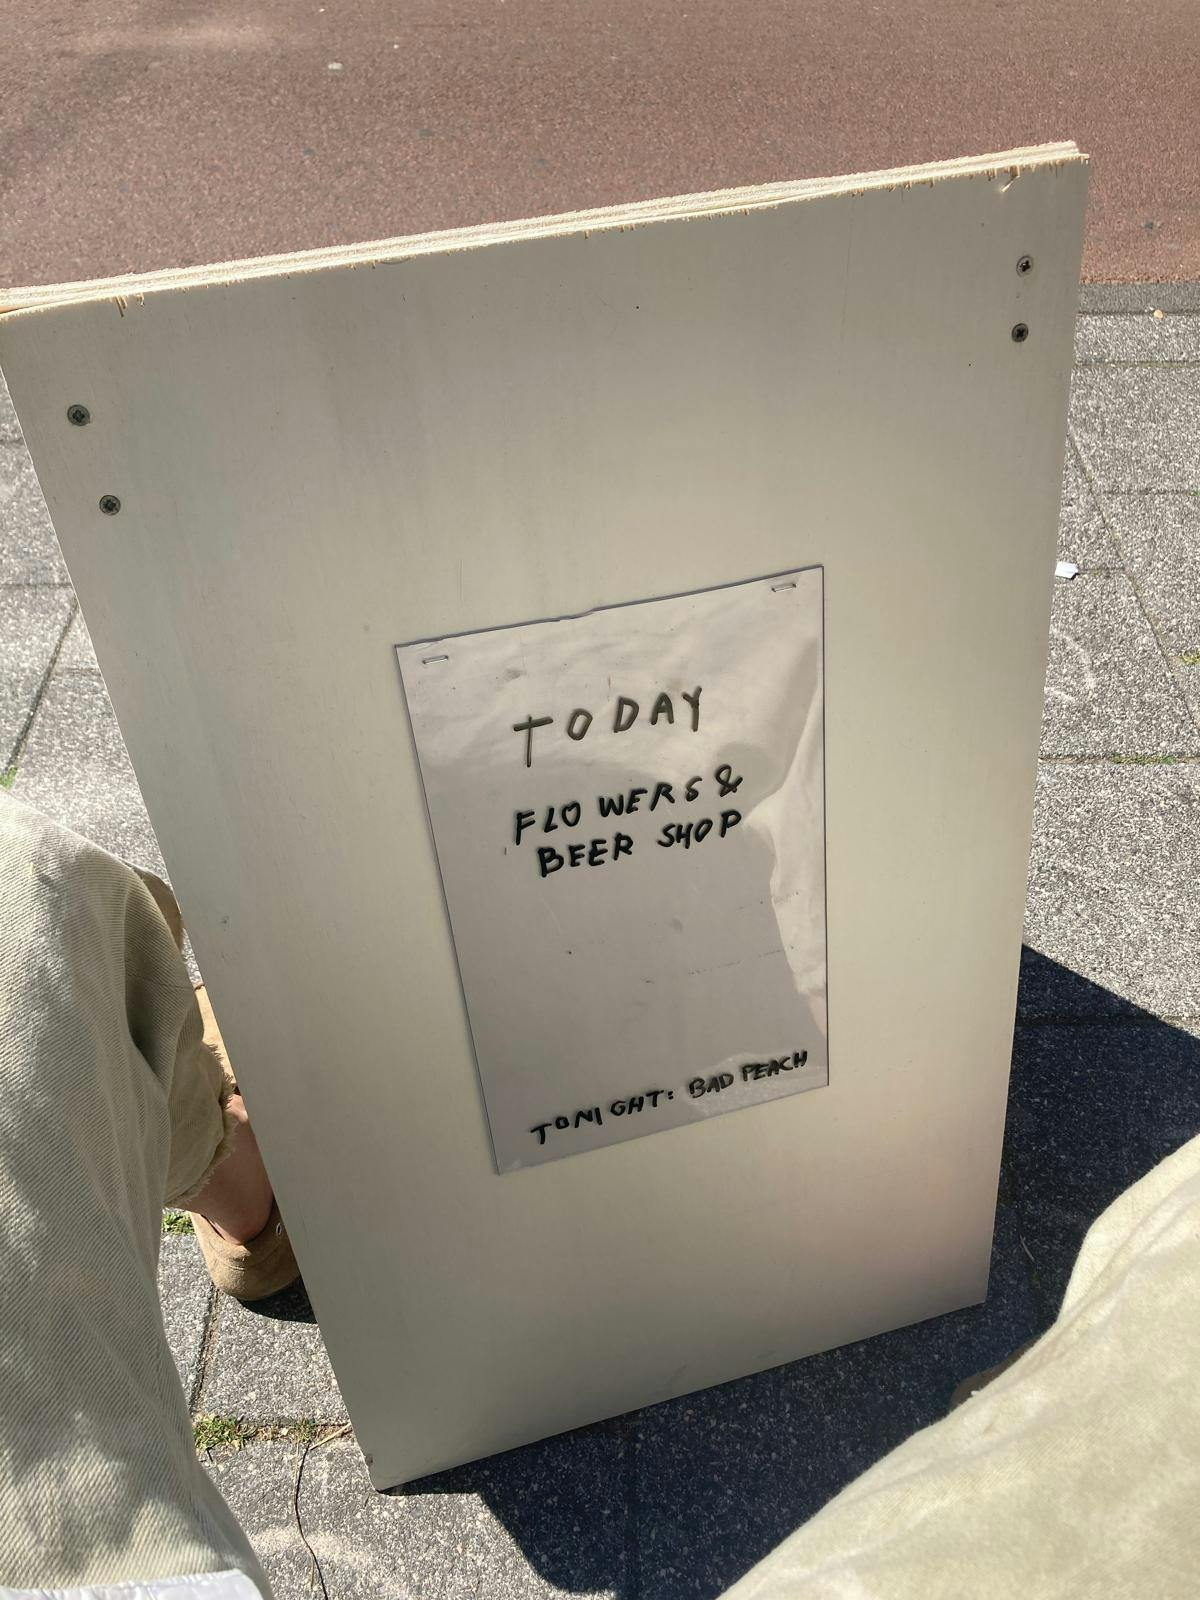 TODAY
FLOWERS &
BEER SHOP
TONIGHT: BAD PEACH